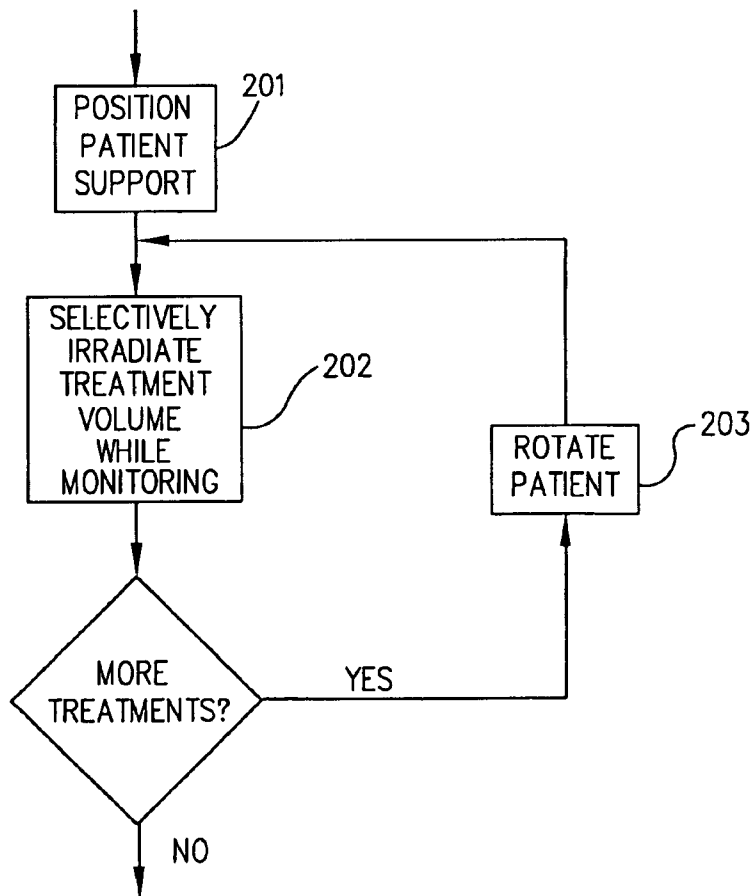 POSITION
PATIENT
SUPPORT
201
SELECTIVELY
IRRADIATE
TREATMENT
VOLUME
WHILE
MONITORING
202
ROTATE
PATIENT
203
MORE
TREATMENTS?
YES
NO